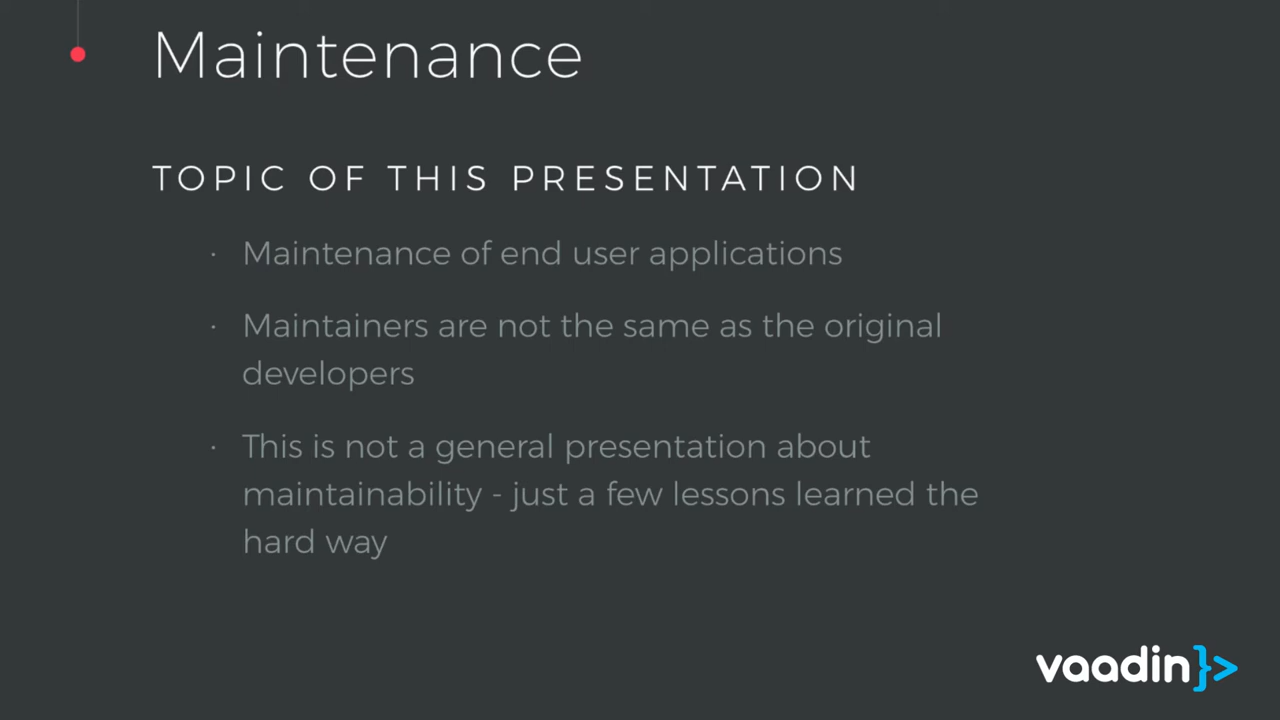 Maintenance
TOPIC OF THIS PRESENTATION
· Maintenance of end user applications
· Maintainers are not the same as the original
developers
· This is not a general presentation about
maintainability - just a few lessons learned the
hard way
vaadin}>